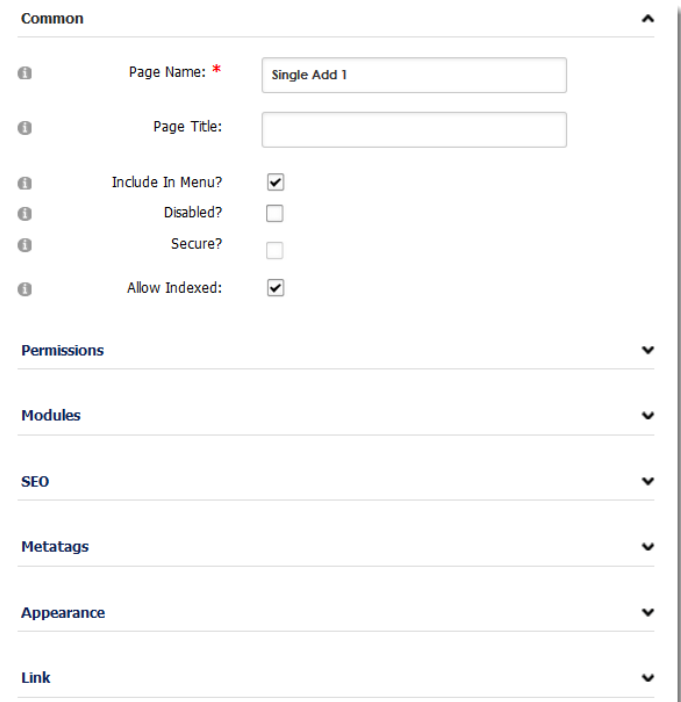 Common
Page Name: *
Single Add 1
Page Title:
Include In Menu?
Disabled?
Secure?
Allow Indexed:
Permissions
Modules
SEO
Metatags
Appearance
Link